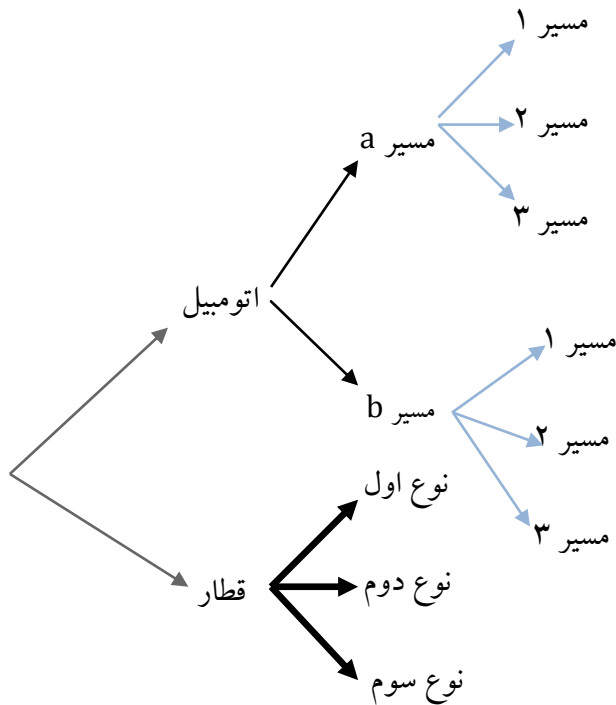 مسیر ۱
مسیر ۲
مسیر a
مسیر ۳
اتومبیل
مسیر ۱
مسیر b
مسیر ۲
نوع اول
مسیر ۳
قطار
نوع دوم
نوع سوم